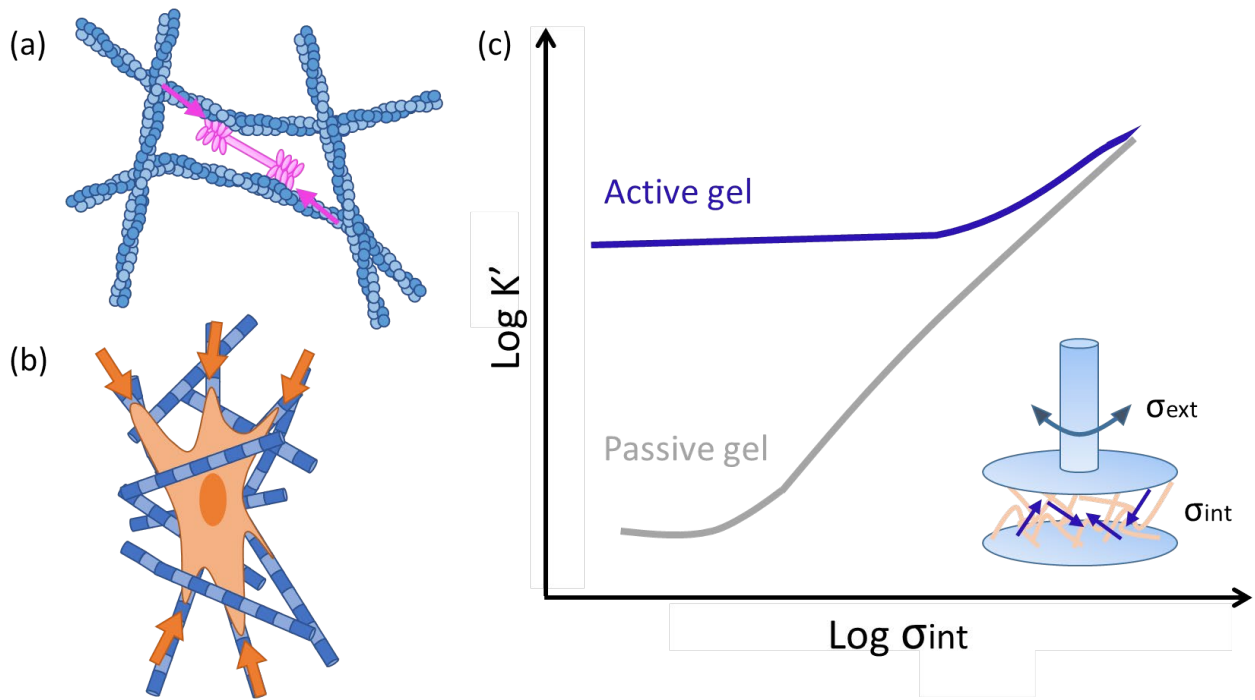 (a)
(b)
(c)
Log K’
Active gel
Passive gel
σext
σint
Log σint